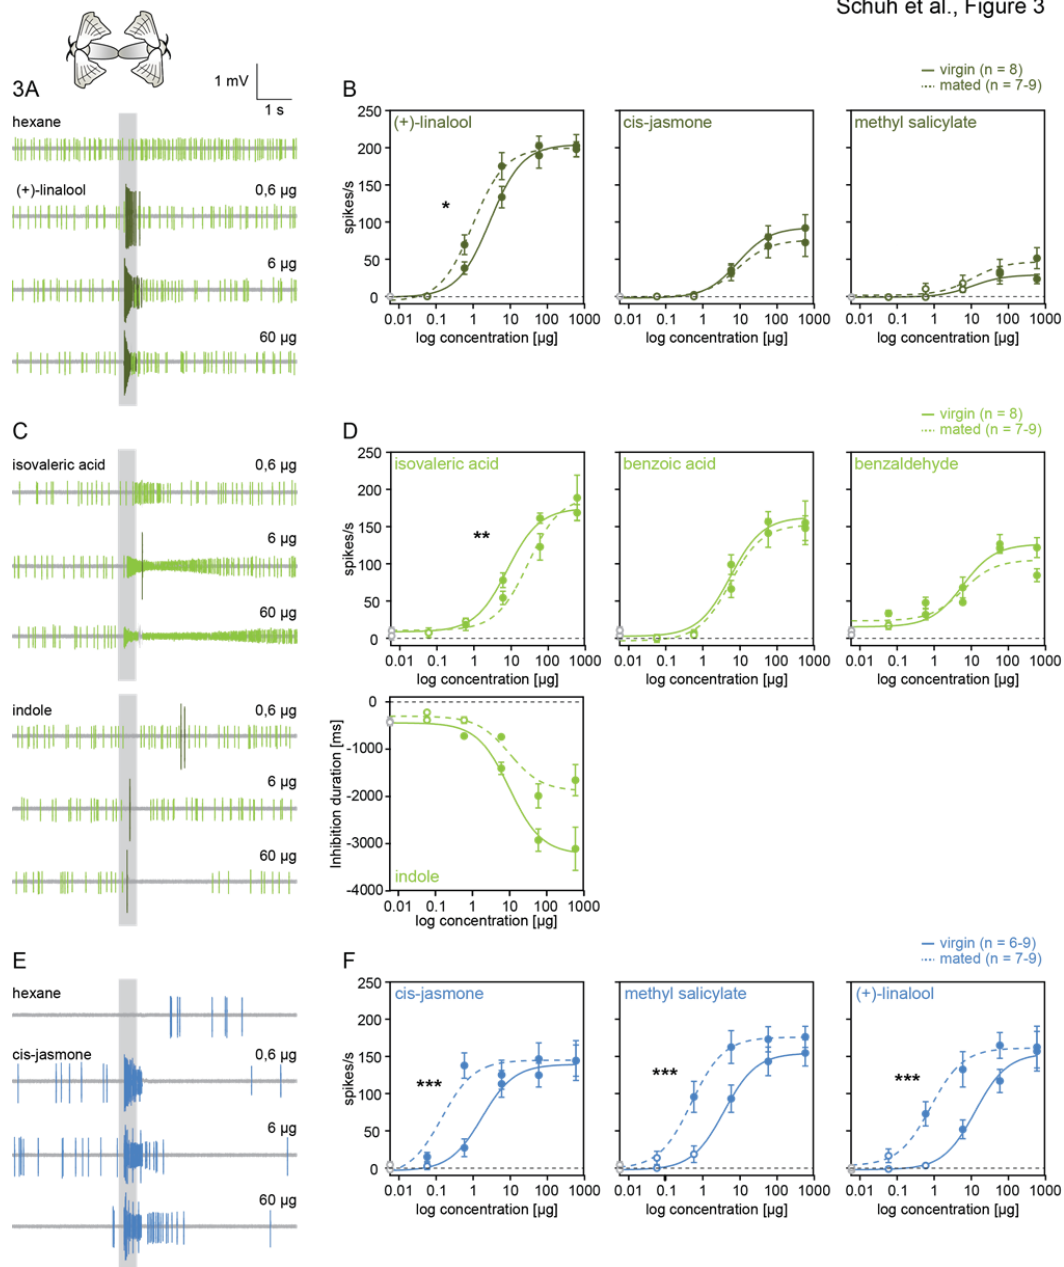 Schuh et al., Figure 3
1 mV
1 s
3A
hexane
(+)-linalool
0,6 µg
6 µg
60 µg
B
virgin (n = 8)
mated (n = 7-9)
(+)-linalool
cis-jasmone
methyl salicylate
250
200
150
100
50
0
spikes/s
*
0.01 0.1 1 10 100 1000
0.01 0.1 1 10 100 1000
0.01 0.1 1 10 100 1000
log concentration [µg]
log concentration [µg]
log concentration [µg]
C
isovaleric acid
0,6 µg
6 µg
60 µg
indole
0,6 µg
6 µg
60 µg
D
virgin (n = 8)
mated (n = 7-9)
isovaleric acid
benzoic acid
benzaldehyde
250
200
150
100
50
0
spikes/s
**
0.01 0.1 1 10 100 1000
0.01 0.1 1 10 100 1000
0.01 0.1 1 10 100 1000
log concentration [µg]
log concentration [µg]
log concentration [µg]
0
-1000
-2000
-3000
-4000
Inhibition duration [ms]
indole
0.01 0.1 1 10 100 1000
log concentration [µg]
E
hexane
cis-jasmone
0,6 µg
6 µg
60 µg
F
virgin (n = 6-9)
mated (n = 7-9)
cis-jasmone
methyl salicylate
(+)-linalool
250
200
150
100
50
0
spikes/s
***
***
***
0.01 0.1 1 10 100 1000
0.01 0.1 1 10 100 1000
0.01 0.1 1 10 100 1000
log concentration [µg]
log concentration [µg]
log concentration [µg]